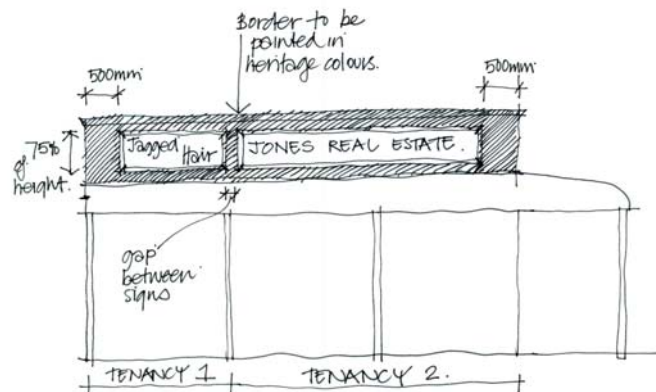 Border to be
painted in
heritage colours.
500mm
500mm
75%
of
height.
Jagged
Hair
JONES REAL ESTATE.
gap
between
signs
TENANCY 1
TENANCY 2.